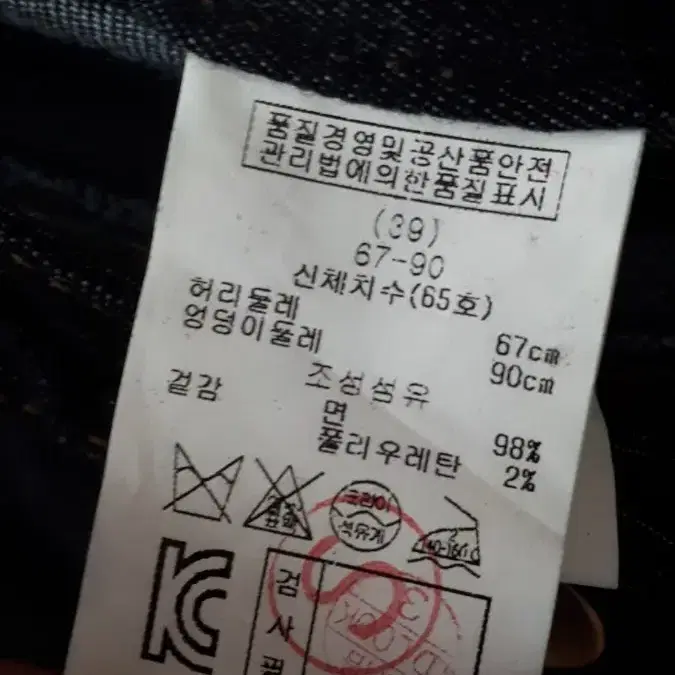 품질경영및공산품안전
관리법에의한품질표시
(39)
67-90
신체치수(65호)
허리둘레 67cm
엉덩이둘레 90cm
조성섬유
겉감 면 98%
폴리우레탄 2%
드라이
석유계
검
사